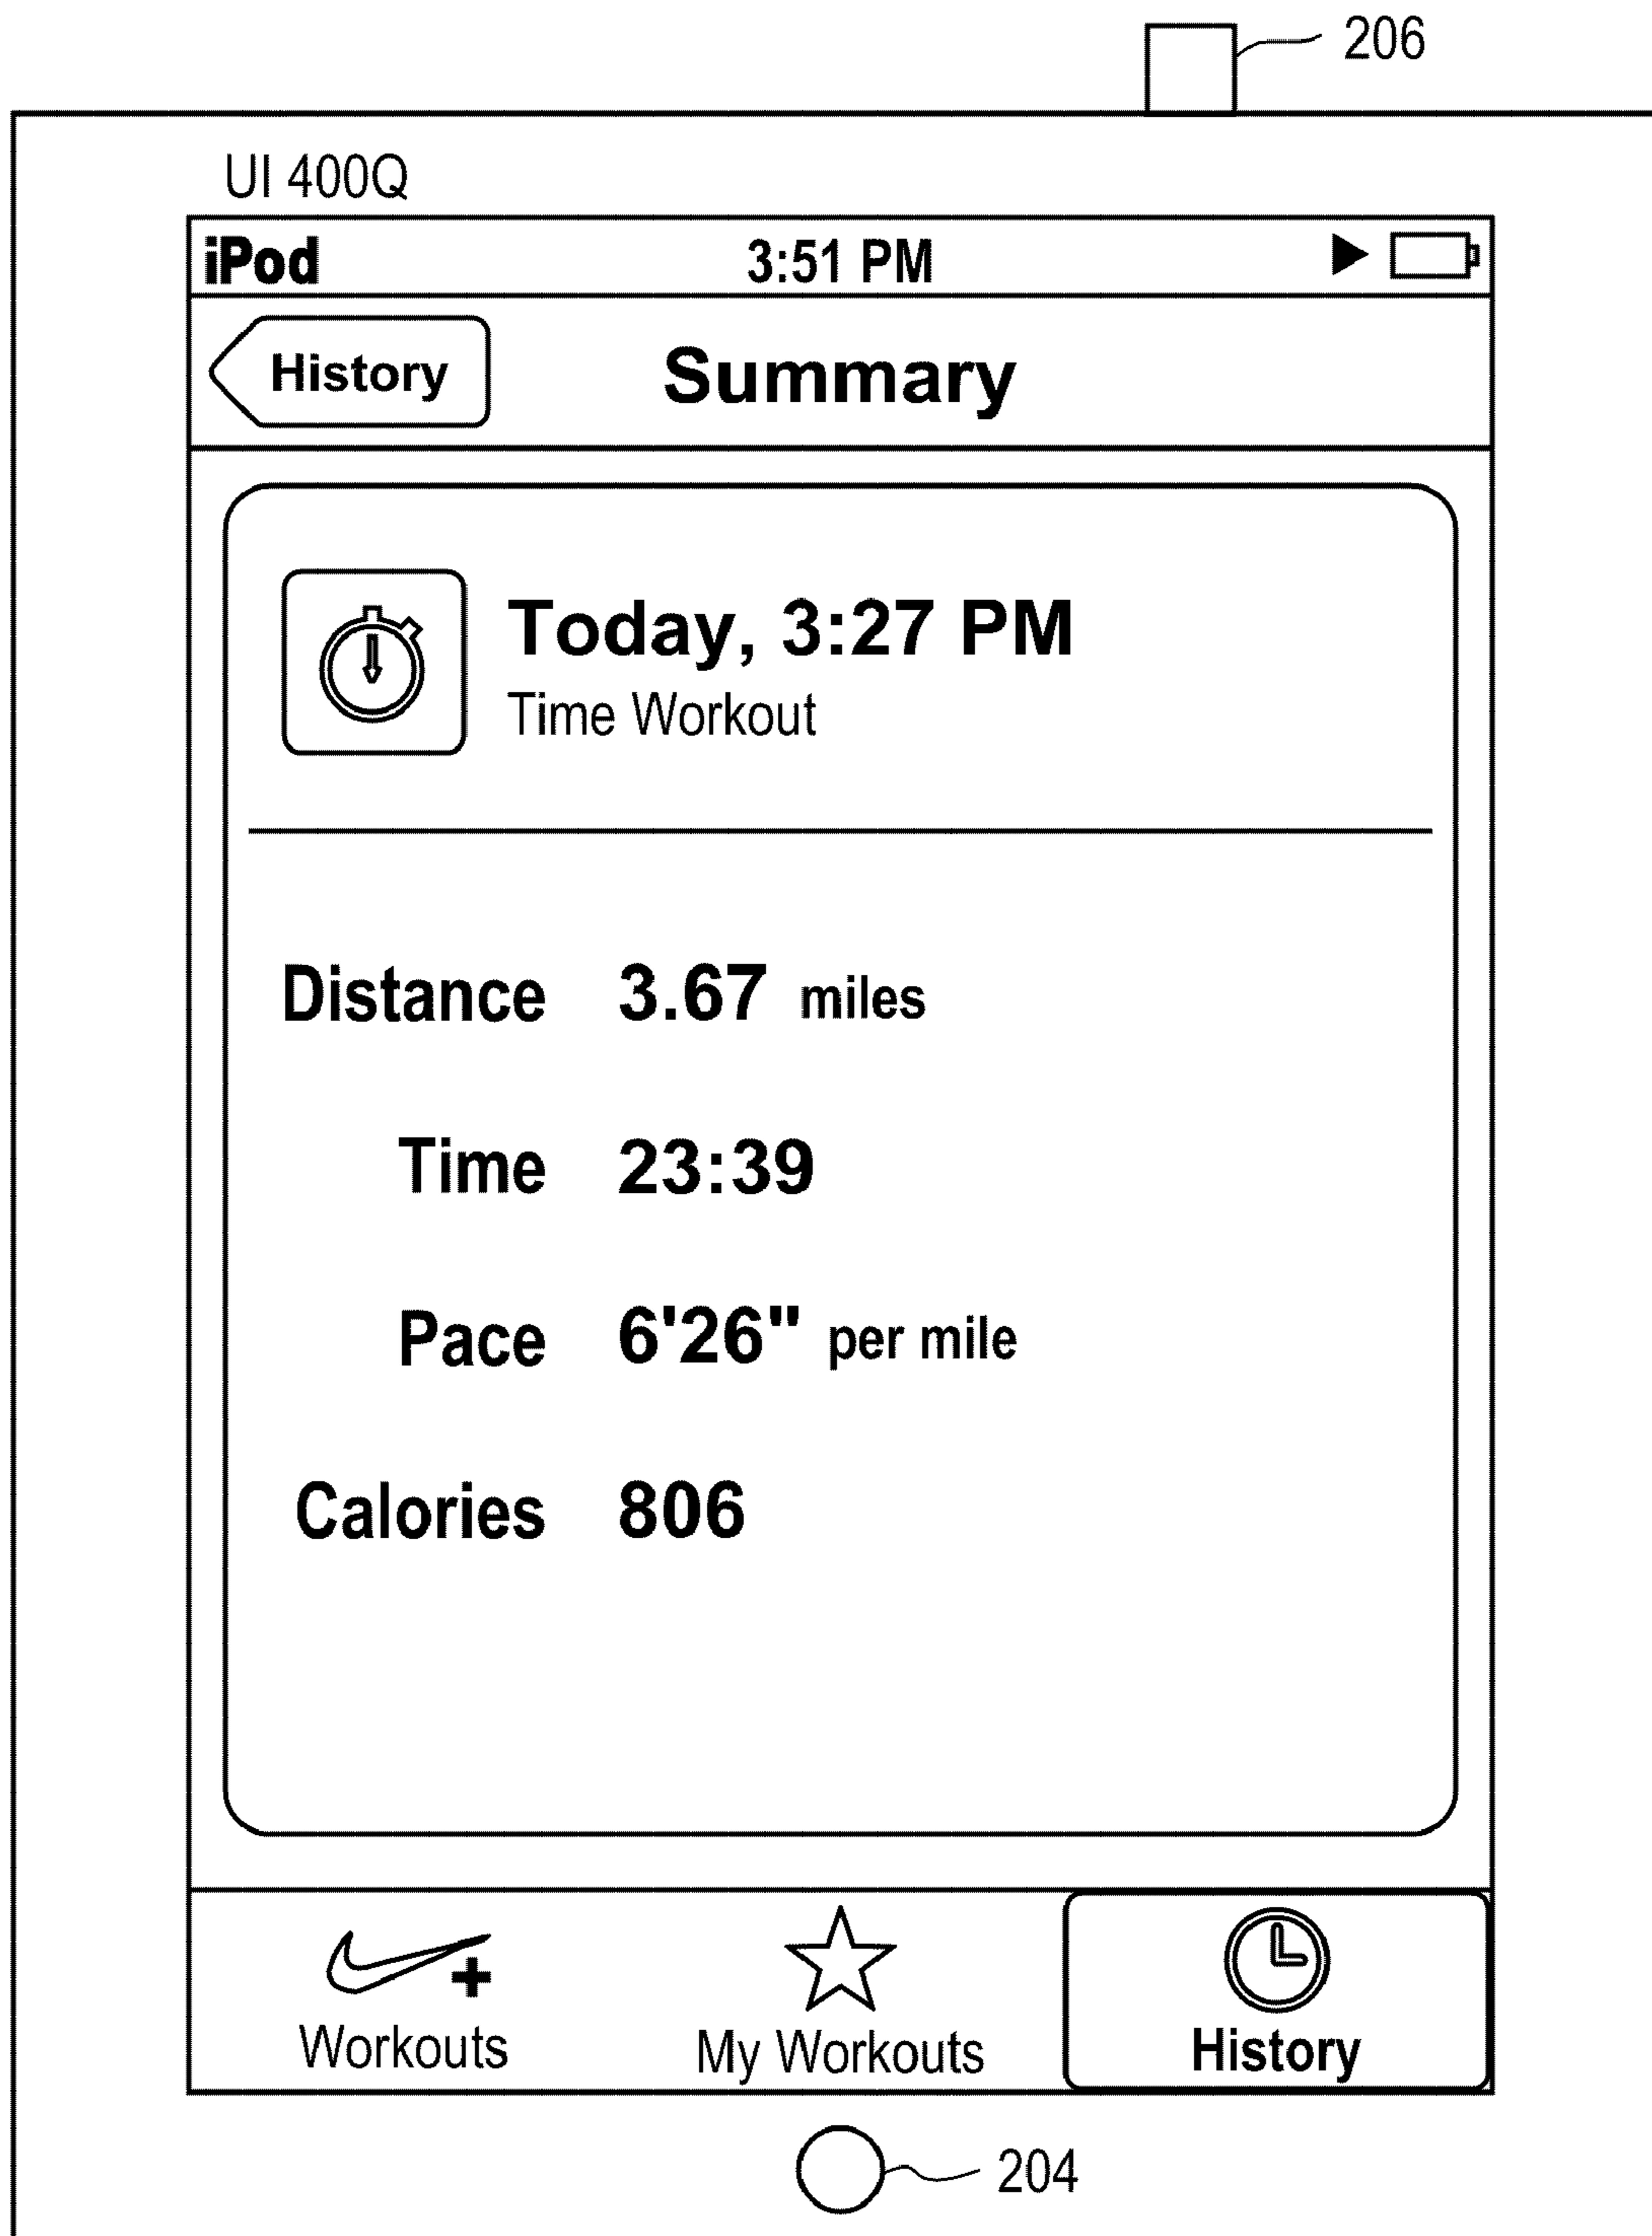 206
UI 400Q
iPod 3:51 PM
History Summary
Today, 3:27 PM
Time Workout
Distance 3.67 miles
Time 23:39
Pace 6'26" per mile
Calories 806
Workouts My Workouts History
204